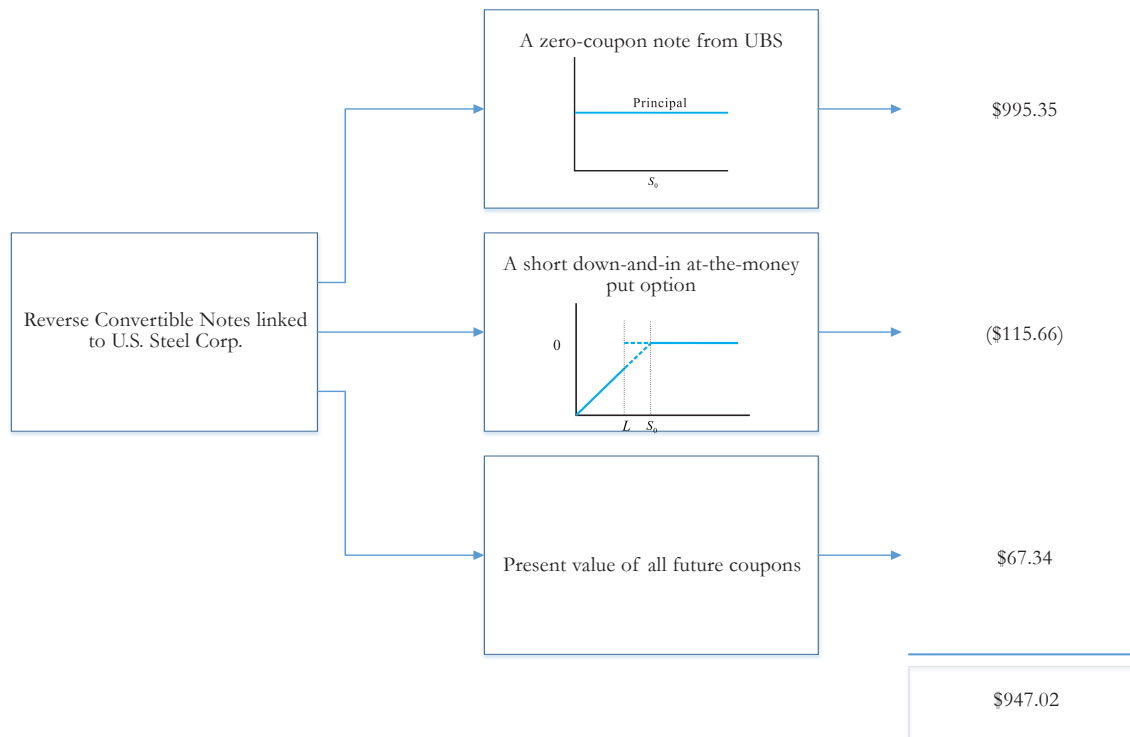 A zero-coupon note from UBS
Principal
S₀
$995.35
Reverse Convertible Notes linked
to U.S. Steel Corp.
A short down-and-in at-the-money
put option
0
L S₀
($115.66)
Present value of all future coupons
$67.34
$947.02